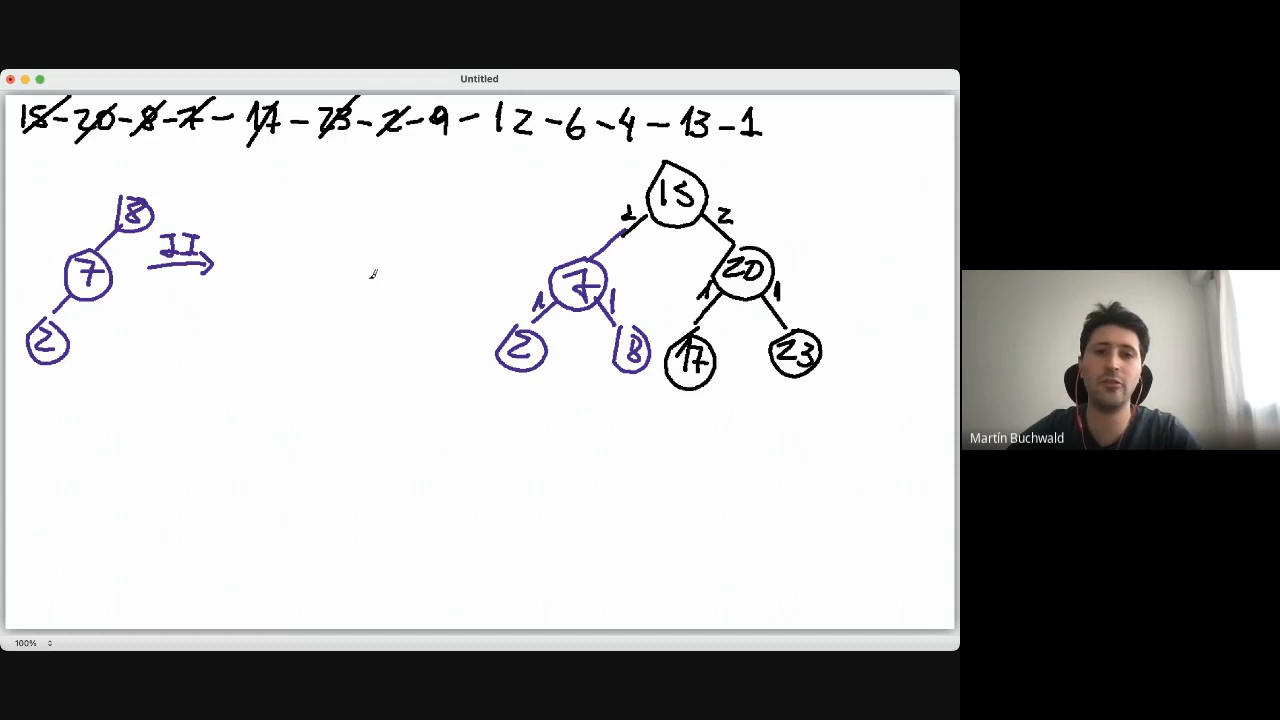 Untitled
15 - 20 - 8 - 7 - 17 - 23 - 2 - 9 - 12 - 6 - 4 - 13 - 1
15
2 2
8
II
7
7
20
1 1 1 1
2
2
8
17
23
Martín Buchwald
100%